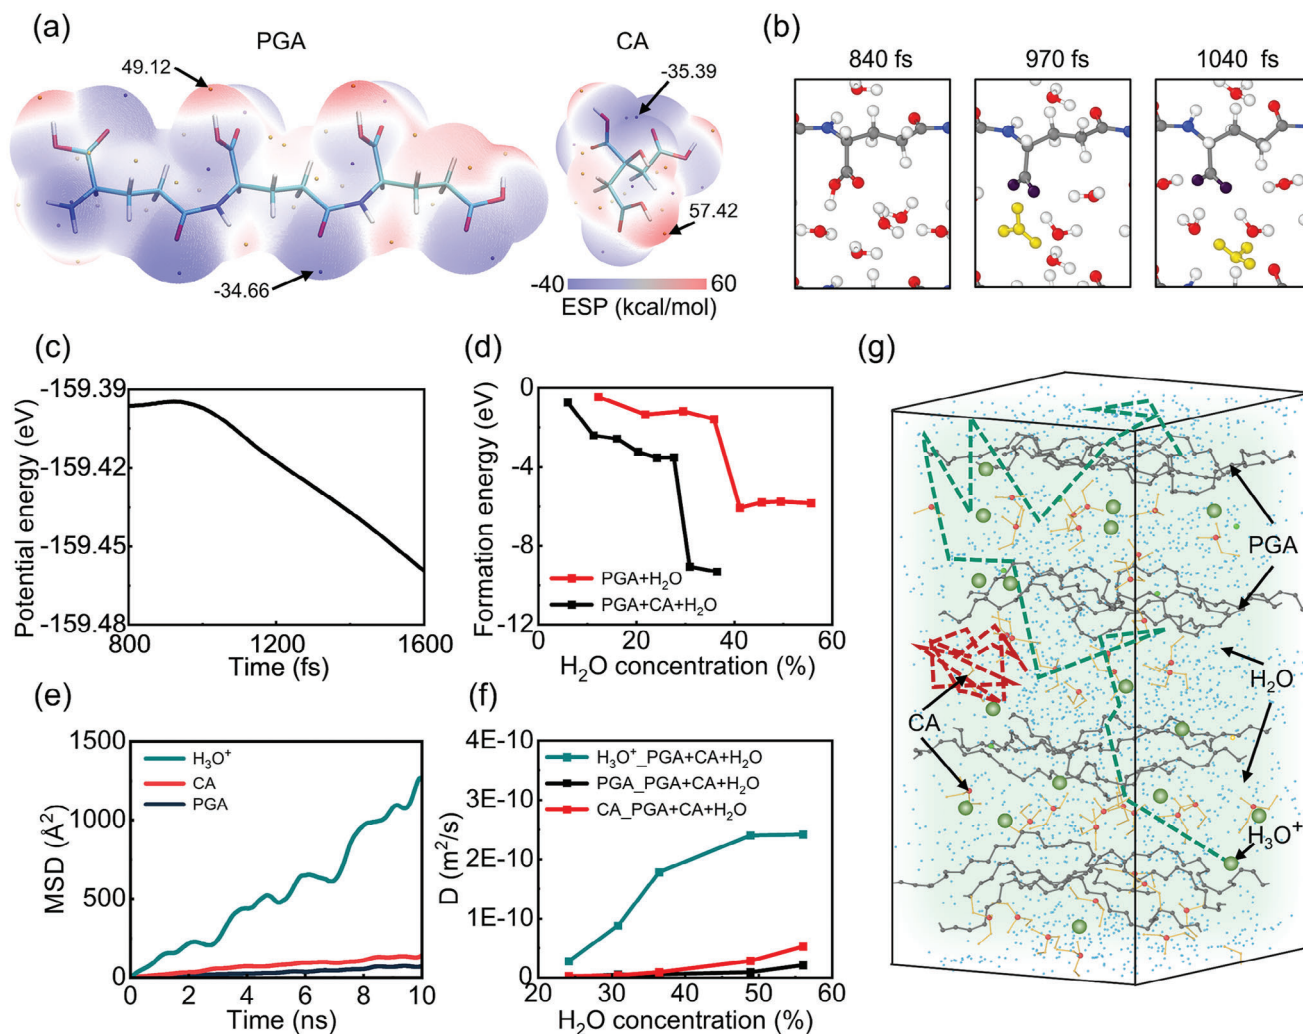 (a)
PGA
CA
49.12
-34.66
-35.39
57.42
-40
60
ESP (kcal/mol)
(b)
840 fs
970 fs
1040 fs
(c)
Potential energy (eV)
-159.39
-159.42
-159.45
-159.48
800
1200
1600
Time (fs)
(d)
Formation energy (eV)
0
-4
-8
-12
PGA+H₂O
PGA+CA+H₂O
0
20
40
60
H₂O concentration (%)
(e)
MSD (Å²)
1500
1000
500
0
H₃O⁺
CA
PGA
0
2
4
6
8
10
Time (ns)
(f)
D (m²/s)
4E-10
3E-10
2E-10
1E-10
0
H₃O⁺_PGA+CA+H₂O
PGA_PGA+CA+H₂O
CA_PGA+CA+H₂O
20
30
40
50
60
H₂O concentration (%)
(g)
PGA
H₂O
CA
H₃O⁺